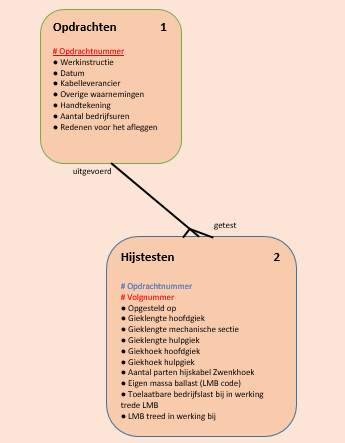 Opdrachten 1
# Opdrachtnummer
● Werkinstructie
● Datum
● Kabelleverancier
● Overige waarnemingen
● Handtekening
● Aantal bedrijfsuren
● Redenen voor het afleggen
uitgevoerd
getest
Hijstesten 2
# Opdrachtnummer
# Volgnummer
● Opgesteld op
● Gieklengte hoofdgiek
● Gieklengte mechanische sectie
● Gieklengte hulpgiek
● Giekhoek hoofdgiek
● Giekhoek hulpgiek
● Aantal parten hijskabel Zwenkhoek
● Eigen massa ballast (LMB code)
● Toelaatbare bedrijfslast bij in werking
trede LMB
● LMB treed in werking bij